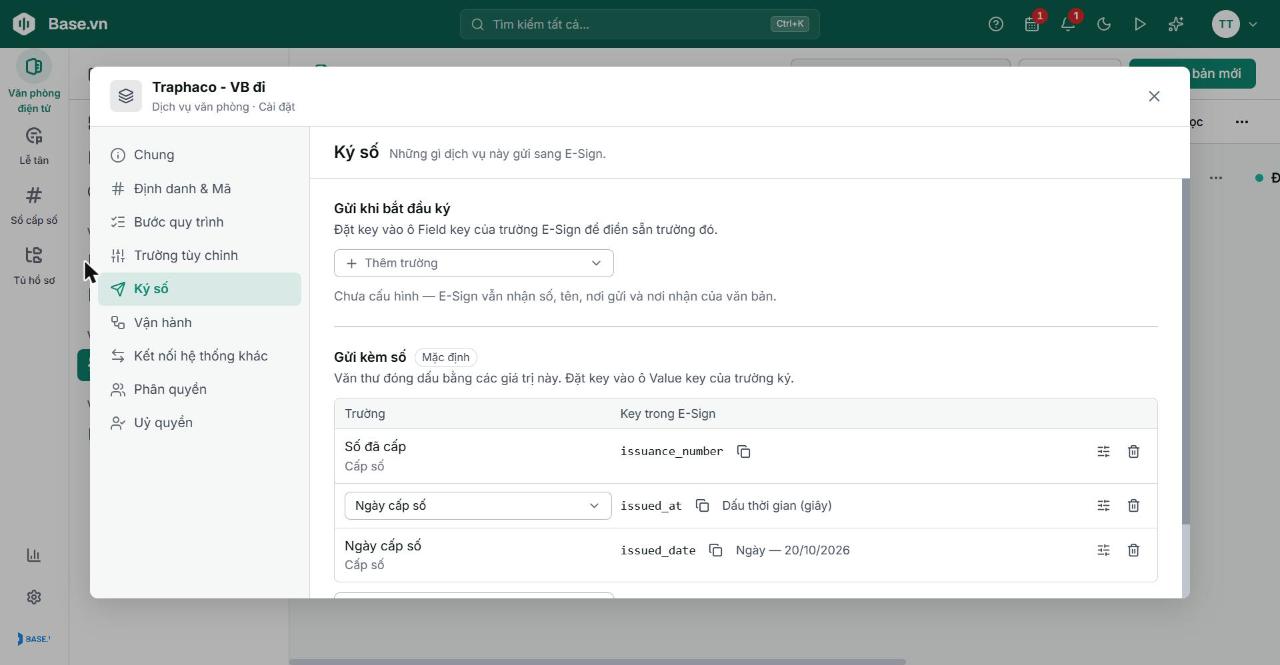 Base.vn
Tìm kiếm tất cả...
Ctrl+K
1
1
TT
Văn phòng
điện tử
Lễ tân
Sổ cấp số
Tủ hồ sơ
BASE.
bản mới
ọc
Traphaco - VB đi
Dịch vụ văn phòng · Cài đặt
Chung
Định danh & Mã
Bước quy trình
Trường tùy chỉnh
Ký số
Vận hành
Kết nối hệ thống khác
Phân quyền
Uỷ quyền
Ký số Những gì dịch vụ này gửi sang E-Sign.
Gửi khi bắt đầu ký
Đặt key vào ô Field key của trường E-Sign để điền sẵn trường đó.
Thêm trường
Chưa cấu hình — E-Sign vẫn nhận số, tên, nơi gửi và nơi nhận của văn bản.
Gửi kèm số Mặc định
Văn thư đóng dấu bằng các giá trị này. Đặt key vào ô Value key của trường ký.
Trường Key trong E-Sign
Số đã cấp
Cấp số
issuance_number
Ngày cấp số issued_at Dấu thời gian (giây)
Ngày cấp số
Cấp số
issued_date Ngày — 20/10/2026